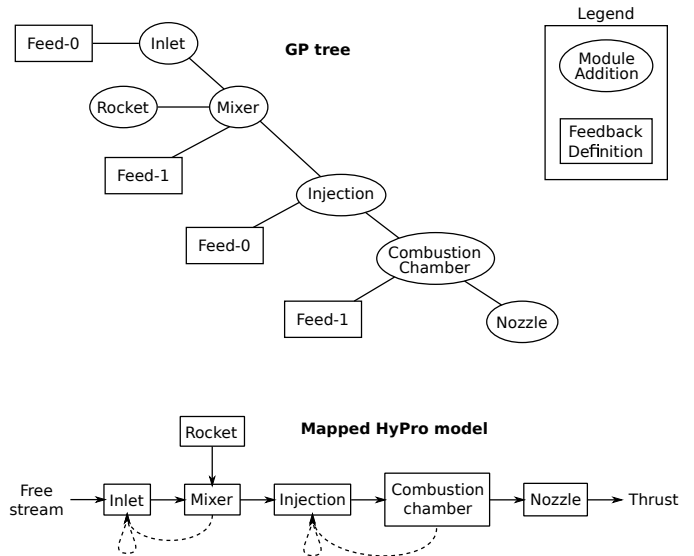 Legend
Feed-0
Inlet
GP tree
Module
Addition
Rocket
Mixer
Feedback
Definition
Feed-1
Injection
Feed-0
Combustion
Chamber
Feed-1
Nozzle
Mapped HyPro model
Rocket
Free
stream
Inlet
Mixer
Injection
Combustion
chamber
Nozzle
Thrust